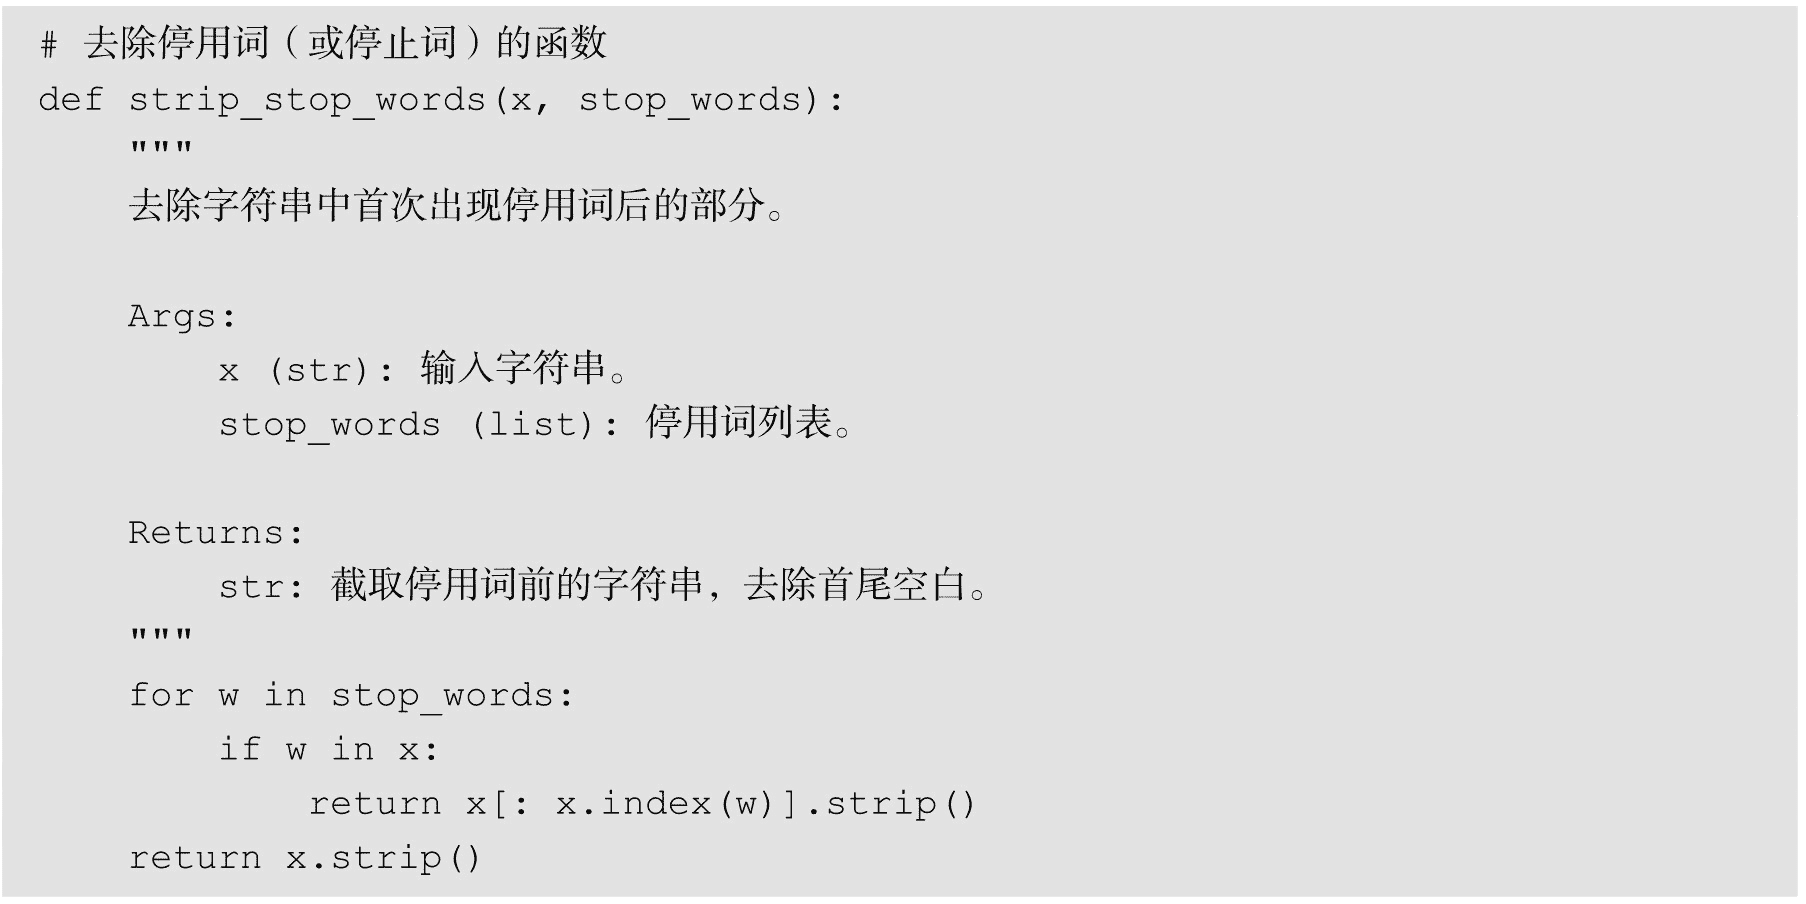 # 去除停用词（或停止词）的函数
def strip_stop_words(x, stop_words):
    """
    去除字符串中首次出现停用词后的部分。

    Args:
        x (str): 输入字符串。
        stop_words (list): 停用词列表。

    Returns:
        str: 截取停用词前的字符串，去除首尾空白。
    """
    for w in stop_words:
        if w in x:
            return x[: x.index(w)].strip()
    return x.strip()